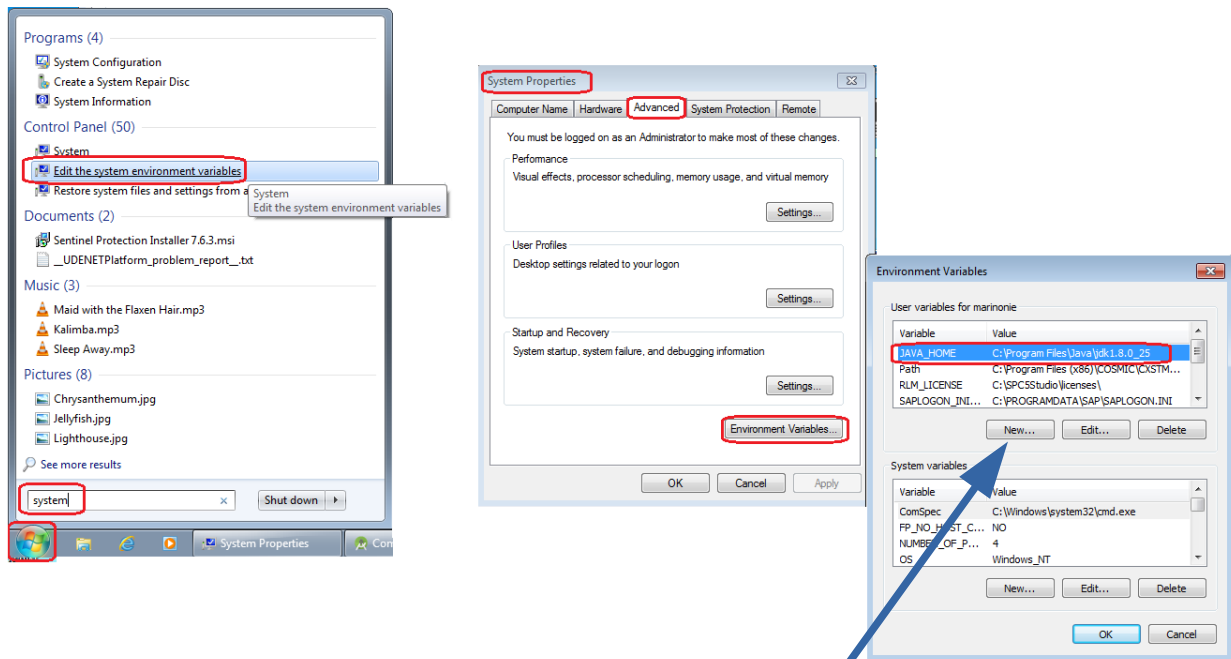 Programs (4)
System Configuration
Create a System Repair Disc
System Information
Control Panel (50)
System
Edit the system environment variables
Restore system files and settings from a
System
Edit the system environment variables
Documents (2)
Sentinel Protection Installer 7.6.3.msi
__UDENETPlatform_problem_report__.txt
Music (3)
Maid with the Flaxen Hair.mp3
Kalimba.mp3
Sleep Away.mp3
Pictures (8)
Chrysanthemum.jpg
Jellyfish.jpg
Lighthouse.jpg
See more results
system
Shut down
System Properties
Con
System Properties
Computer Name Hardware Advanced System Protection Remote
You must be logged on as an Administrator to make most of these changes.
Performance
Visual effects, processor scheduling, memory usage, and virtual memory
Settings...
User Profiles
Desktop settings related to your logon
Settings...
Startup and Recovery
System startup, system failure, and debugging information
Settings...
Environment Variables...
OK Cancel Apply
Environment Variables
User variables for marinonie
Variable Value
JAVA_HOME C:\Program Files\Java\jdk1.8.0_25
Path C:\Program Files (x86)\COSMIC\CXSTM...
RLM_LICENSE C:\SPC5Studio\licenses\
SAPLOGON_INI... C:\PROGRAMDATA\SAP\SAPLOGON.INI
New... Edit... Delete
System variables
Variable Value
ComSpec C:\Windows\system32\cmd.exe
FP_NO_HOST_C... NO
NUMBER_OF_P... 4
OS Windows_NT
New... Edit... Delete
OK Cancel